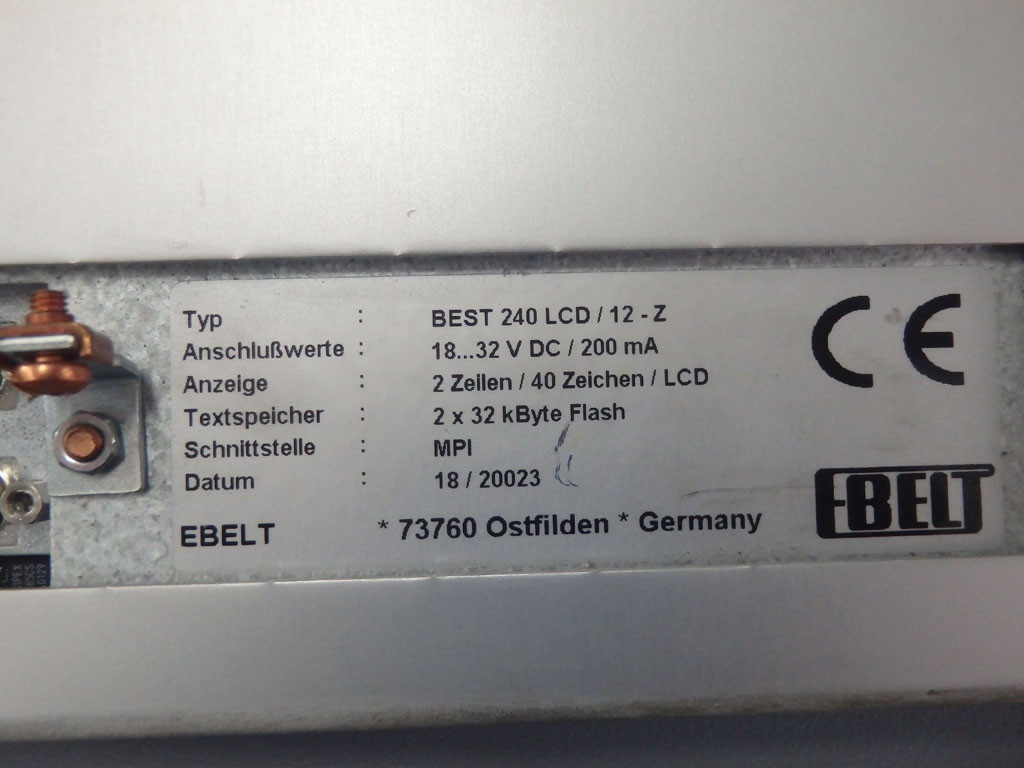 Typ : BEST 240 LCD / 12 - Z
Anschlußwerte : 18...32 V DC / 200 mA
Anzeige : 2 Zeilen / 40 Zeichen / LCD
Textspeicher : 2 x 32 kByte Flash
Schnittstelle : MPI
Datum : 18 / 20023
EBELT * 73760 Ostfilden * Germany
CE
EBELT